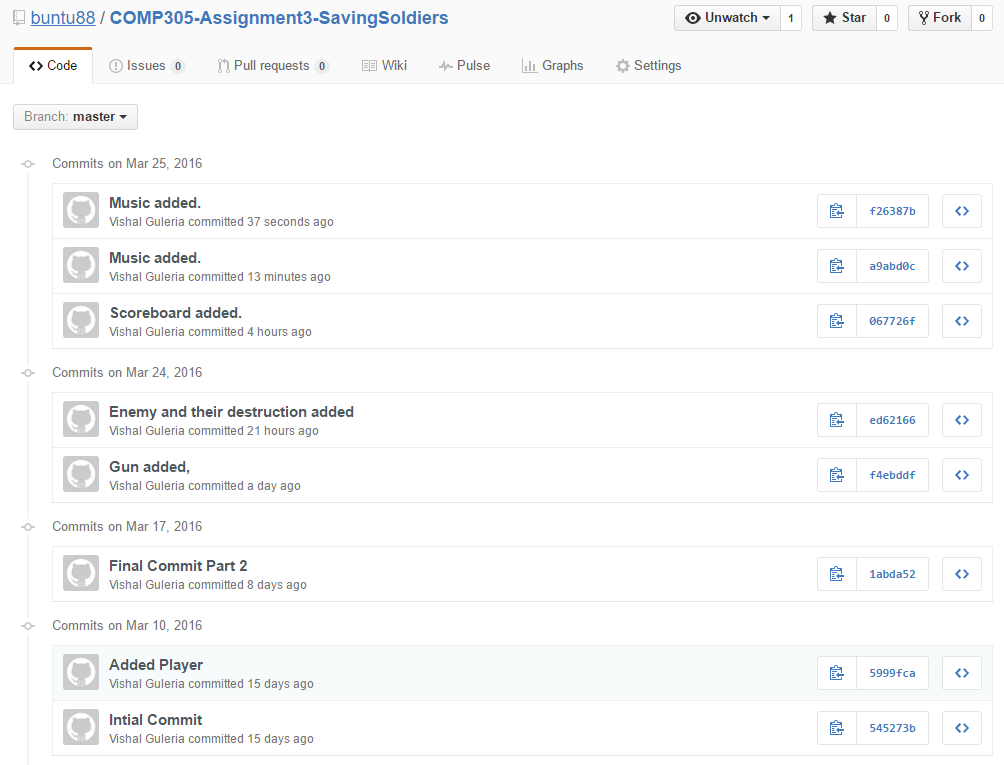 buntu88 / COMP305-Assignment3-SavingSoldiers Unwatch 1 Star 0 Fork 0
Code Issues 0 Pull requests 0 Wiki Pulse Graphs Settings
Branch: master
Commits on Mar 25, 2016
Music added.
Vishal Guleria committed 37 seconds ago
f26387b
Music added.
Vishal Guleria committed 13 minutes ago
a9abd0c
Scoreboard added.
Vishal Guleria committed 4 hours ago
067726f
Commits on Mar 24, 2016
Enemy and their destruction added
Vishal Guleria committed 21 hours ago
ed62166
Gun added,
Vishal Guleria committed a day ago
f4ebddf
Commits on Mar 17, 2016
Final Commit Part 2
Vishal Guleria committed 8 days ago
1abda52
Commits on Mar 10, 2016
Added Player
Vishal Guleria committed 15 days ago
5999fca
Intial Commit
Vishal Guleria committed 15 days ago
545273b